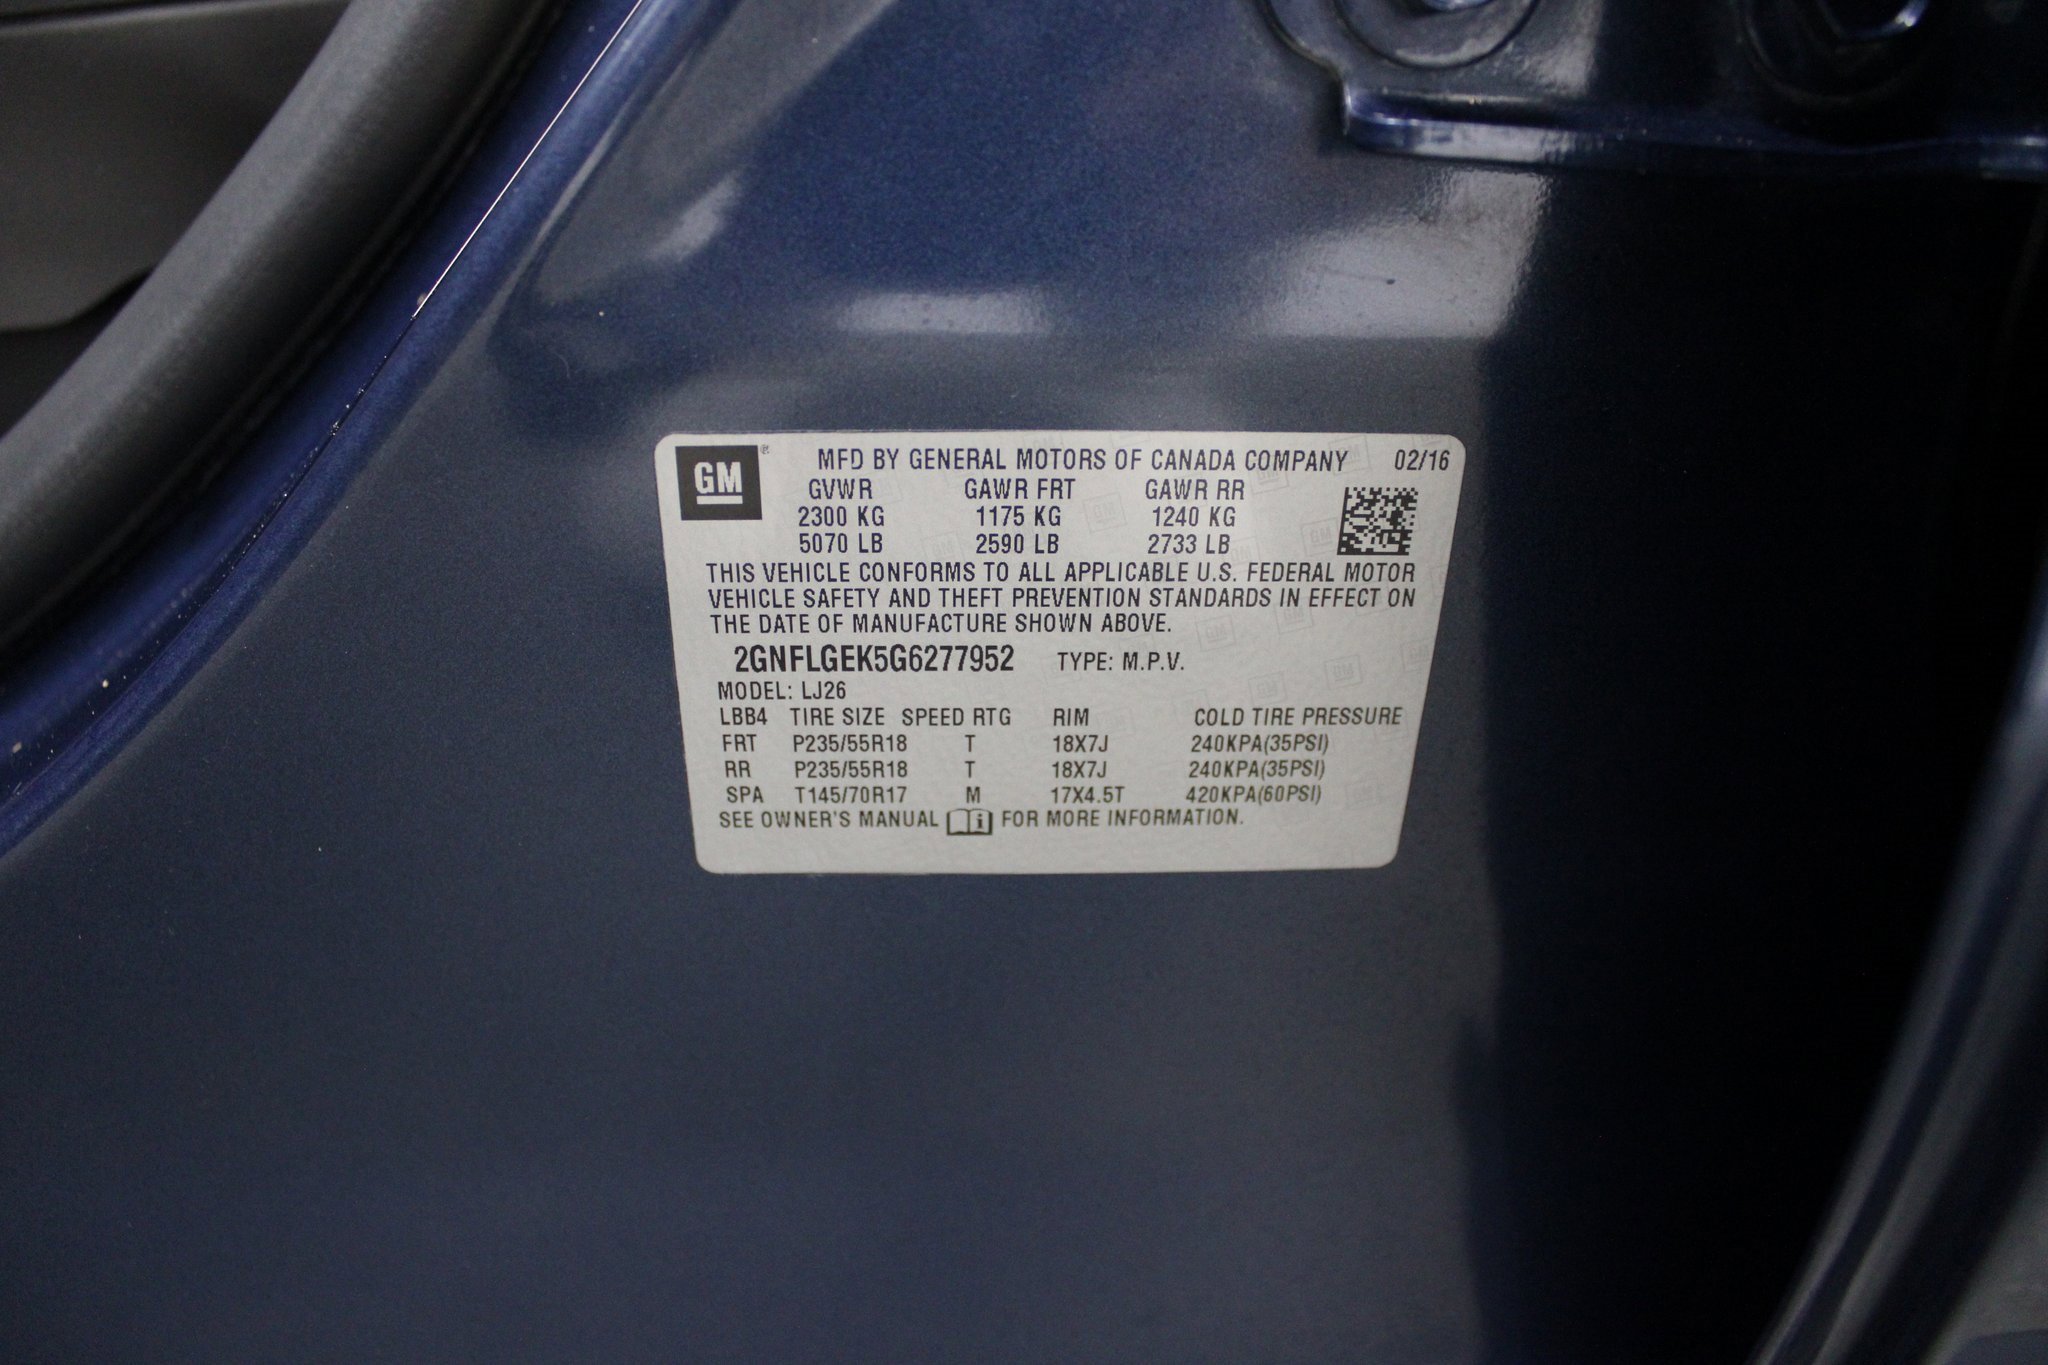 GM ® MFD BY GENERAL MOTORS OF CANADA COMPANY 02/16
GVWR GAWR FRT GAWR RR
2300 KG 1175 KG 1240 KG
5070 LB 2590 LB 2733 LB
THIS VEHICLE CONFORMS TO ALL APPLICABLE U.S. FEDERAL MOTOR
VEHICLE SAFETY AND THEFT PREVENTION STANDARDS IN EFFECT ON
THE DATE OF MANUFACTURE SHOWN ABOVE.
2GNFLGEK5G6277952 TYPE: M.P.V.
MODEL: LJ26
LBB4 TIRE SIZE SPEED RTG RIM COLD TIRE PRESSURE
FRT P235/55R18 T 18X7J 240KPA(35PSI)
RR P235/55R18 T 18X7J 240KPA(35PSI)
SPA T145/70R17 M 17X4.5T 420KPA(60PSI)
SEE OWNER'S MANUAL i FOR MORE INFORMATION.